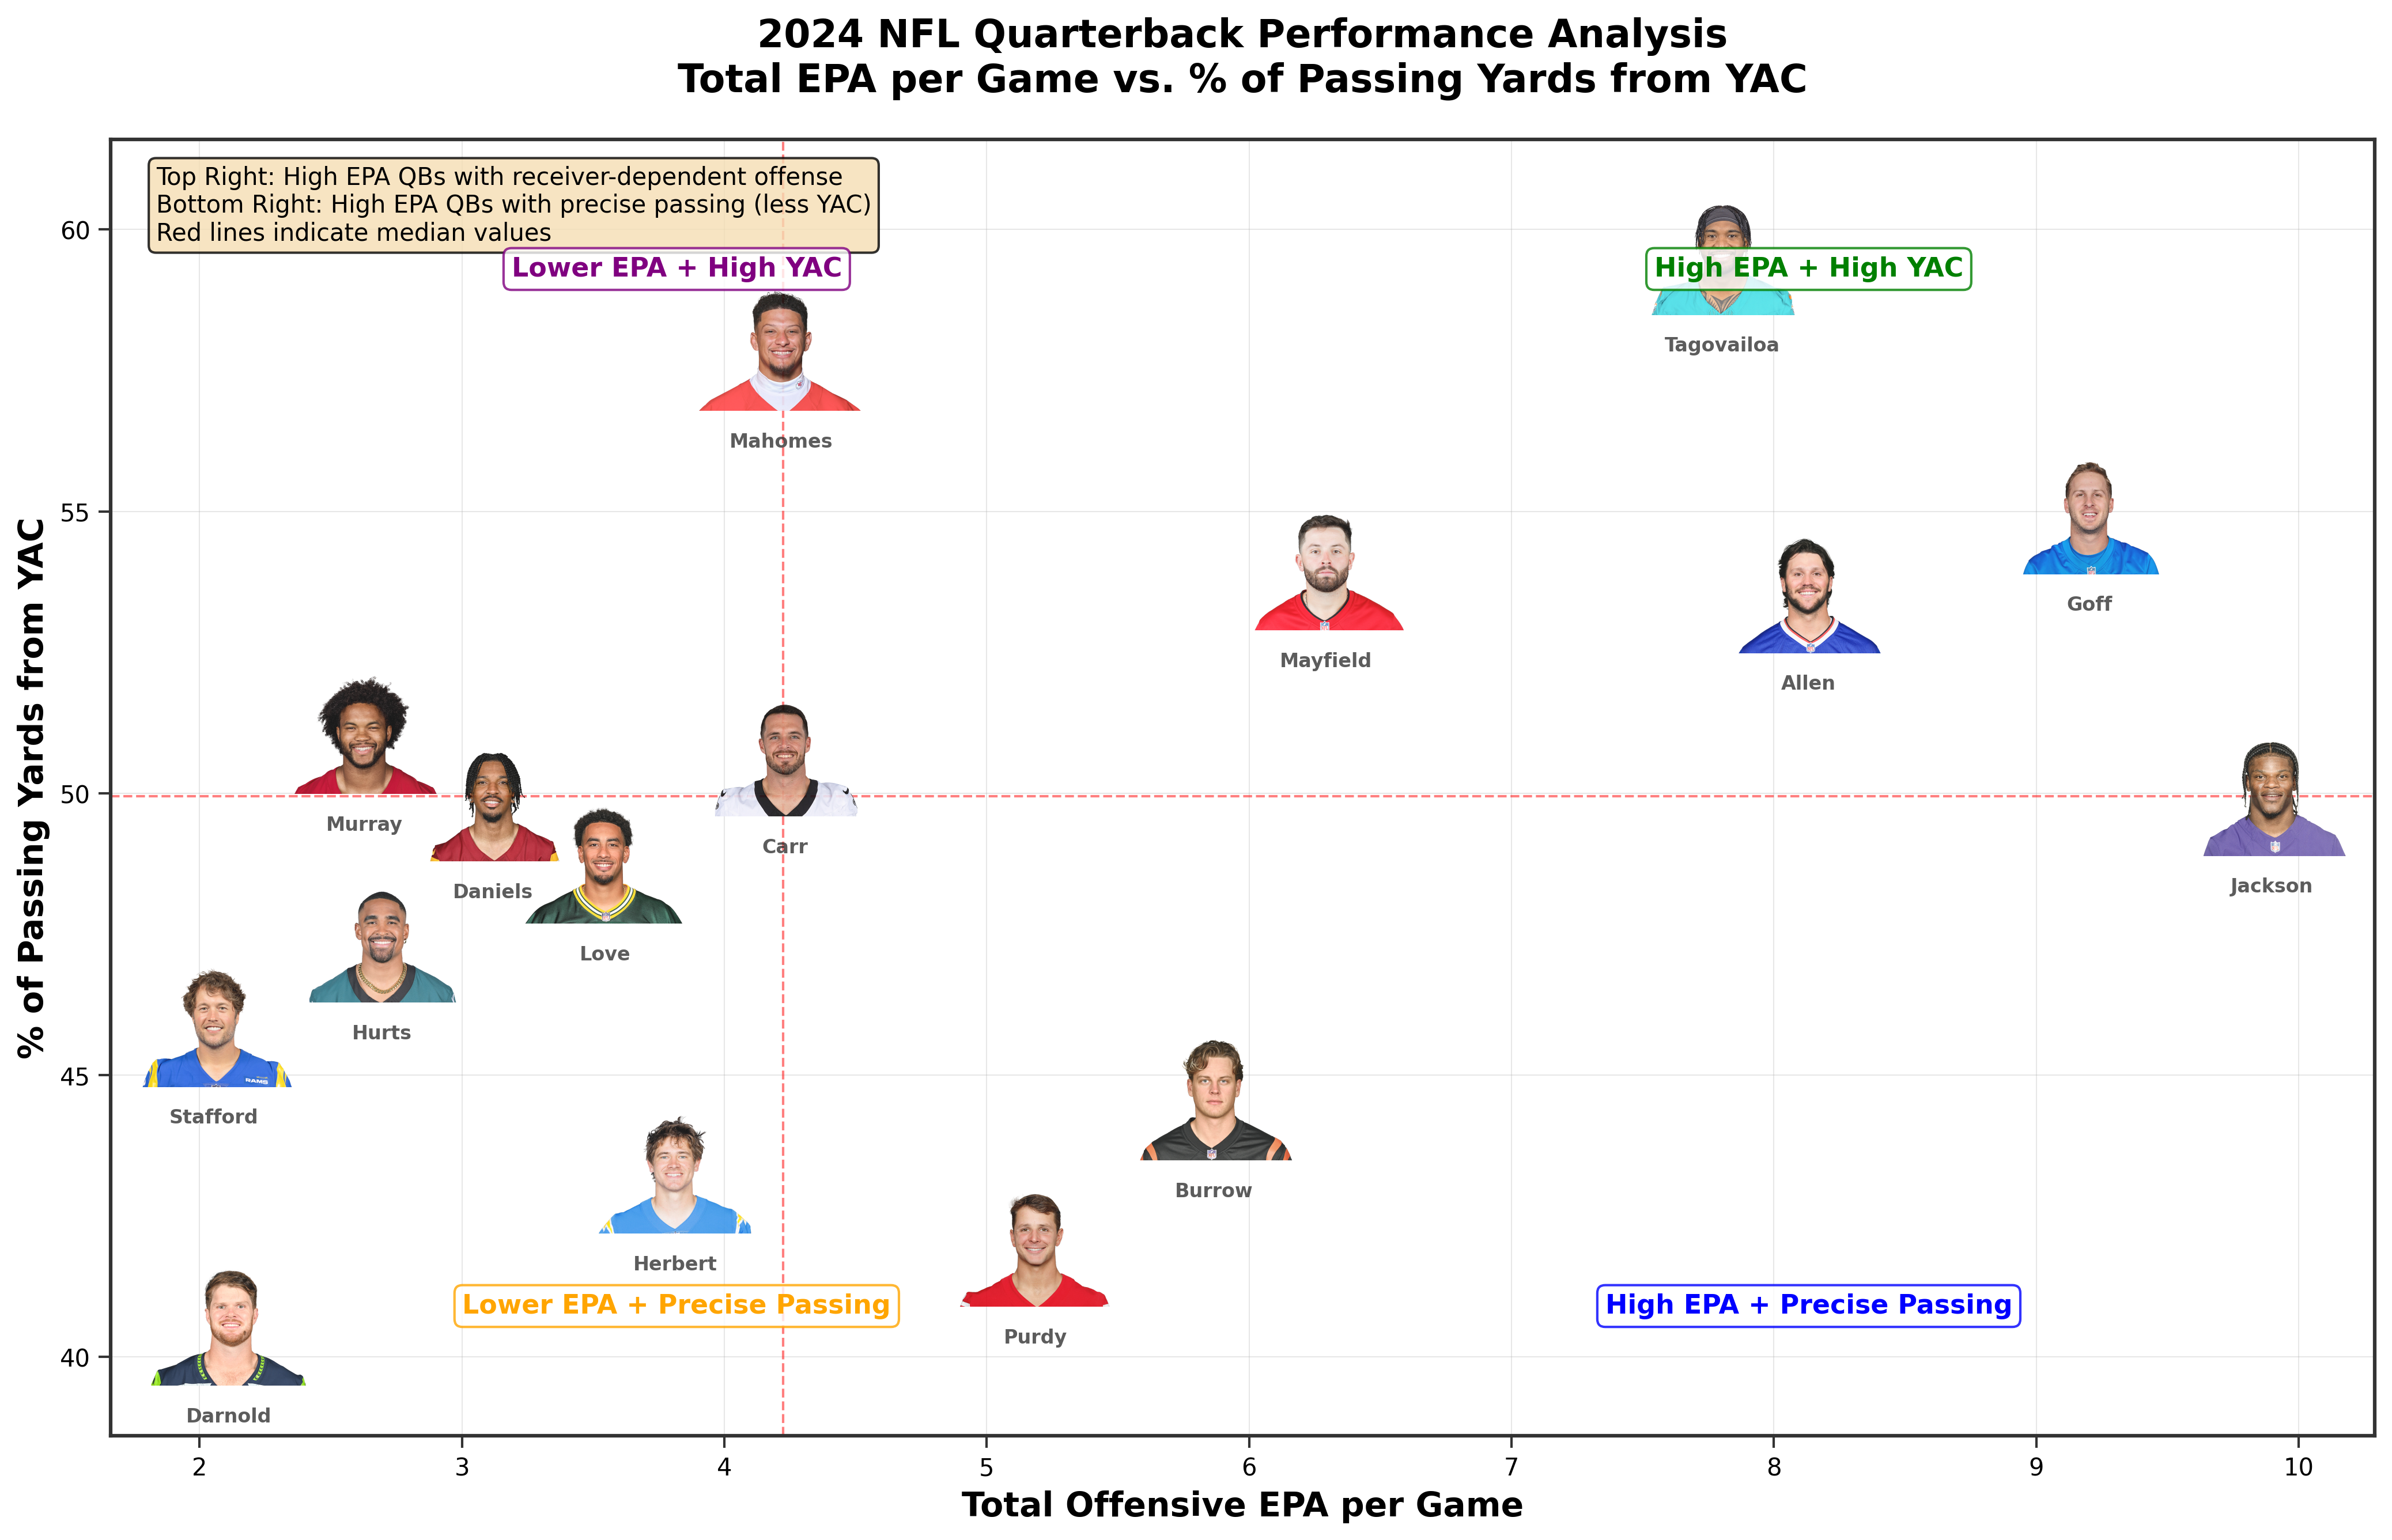 2024 NFL Quarterback Performance Analysis
Total EPA per Game vs. % of Passing Yards from YAC
Top Right: High EPA QBs with receiver-dependent offense
Bottom Right: High EPA QBs with precise passing (less YAC)
Red lines indicate median values
Lower EPA + High YAC
High EPA + High YAC
Tagovailoa
Mahomes
Goff
Mayfield
Allen
Murray
Carr
Jackson
Daniels
Love
Hurts
Stafford
RAMS
Burrow
Herbert
Purdy
Lower EPA + Precise Passing
High EPA + Precise Passing
Darnold
% of Passing Yards from YAC
60
55
50
45
40
2 3 4 5 6 7 8 9 10
Total Offensive EPA per Game